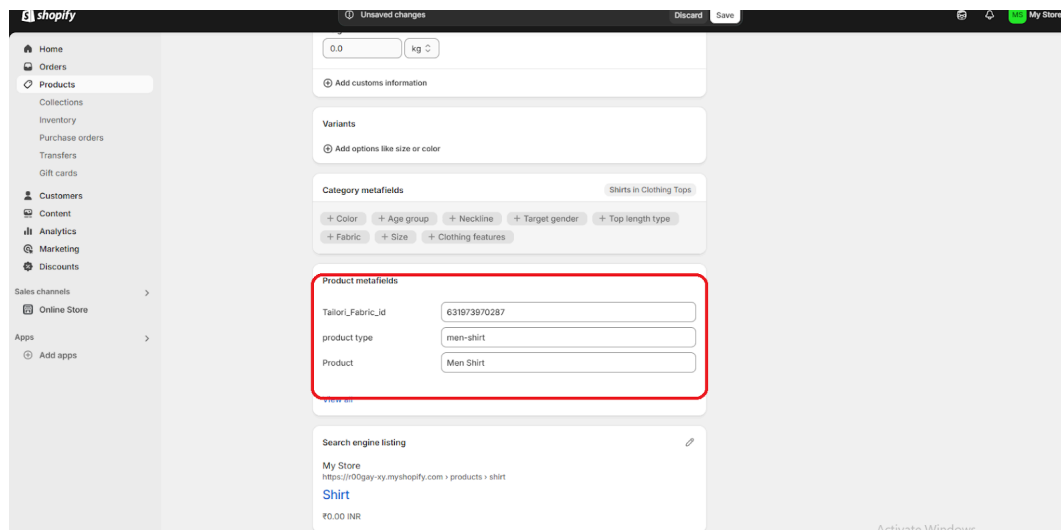 shopify
Unsaved changes
Discard
Save
MS
My Store
Home
Orders
Products
Collections
Inventory
Purchase orders
Transfers
Gift cards
Customers
Content
Analytics
Marketing
Discounts
Sales channels
Online Store
Apps
Add apps
0.0
kg
Add customs information
Variants
Add options like size or color
Category metafields
Shirts in Clothing Tops
+ Color + Age group + Neckline + Target gender + Top length type
+ Fabric + Size + Clothing features
Product metafields
Tailori_Fabric_id 631973970287
product type men-shirt
Product Men Shirt
View all
Search engine listing
My Store
https://r00gay-xy.myshopify.com › products › shirt
Shirt
₹0.00 INR
Activate Windows